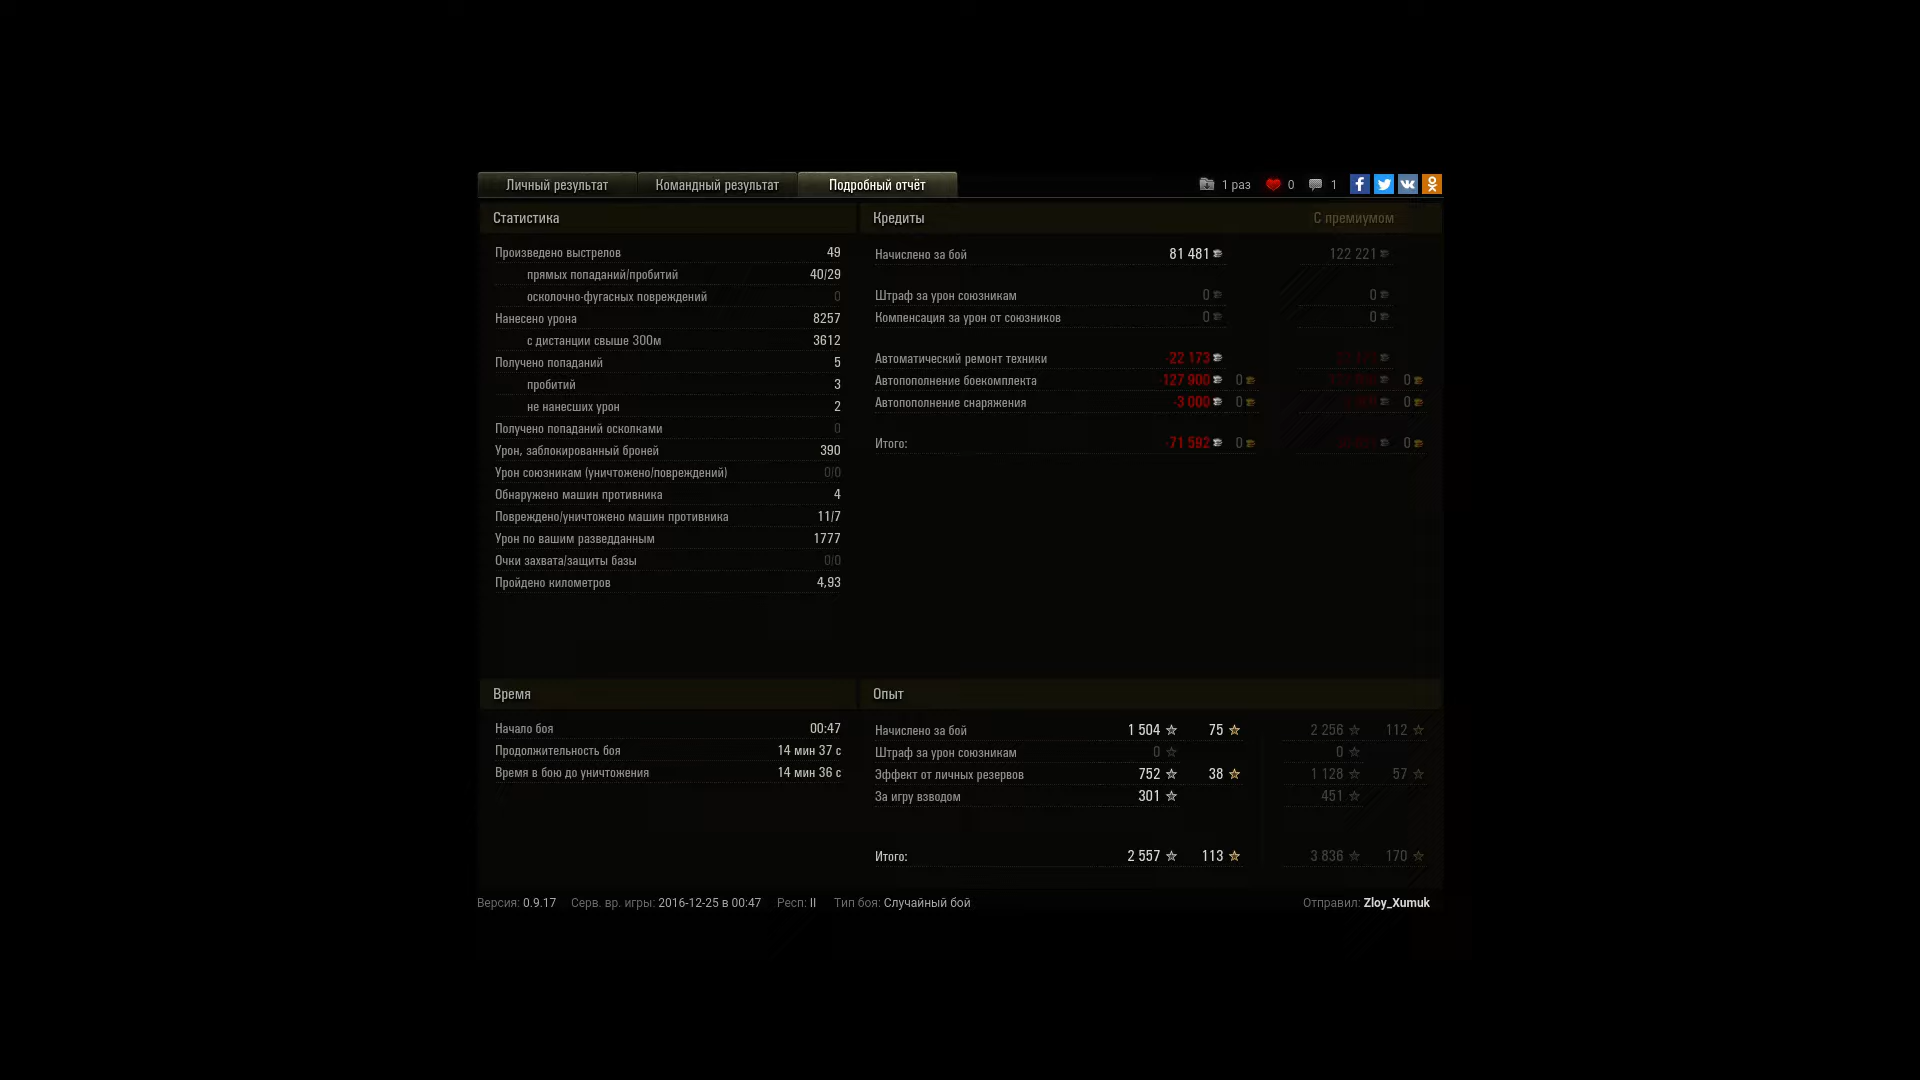 Личный результат Командный результат Подробный отчёт 1 раз 0 1
Статистика
Произведено выстрелов 49
прямых попаданий/пробитий 40/29
осколочно-фугасных повреждений 0
Нанесено урона 8257
с дистанции свыше 300м 3612
Получено попаданий 5
пробитий 3
не нанесших урон 2
Получено попаданий осколками 0
Урон, заблокированный броней 390
Урон союзникам (уничтожено/повреждений) 0/0
Обнаружено машин противника 4
Повреждено/уничтожено машин противника 11/7
Урон по вашим разведданным 1777
Очки захвата/защиты базы 0/0
Пройдено километров 4,93
Кредиты С премиумом
Начислено за бой 81 481 122 221
Штраф за урон союзникам 0 0
Компенсация за урон от союзников 0 0
Автоматический ремонт техники -22 173
Автопополнение боекомплекта -127 900 0 0
Автопополнение снаряжения -3 000 0 0
Итого: -71 592 0 0
Время
Начало боя 00:47
Продолжительность боя 14 мин 37 с
Время в бою до уничтожения 14 мин 36 с
Опыт
Начислено за бой 1 504 75 2 256 112
Штраф за урон союзникам 0 0
Эффект от личных резервов 752 38 1 128 57
За игру взводом 301 451
Итого: 2 557 113 3 836 170
Версия: 0.9.17 Серв. вр. игры: 2016-12-25 в 00:47 Респ: II Тип боя: Случайный бой Отправил: Zloy_Xumuk